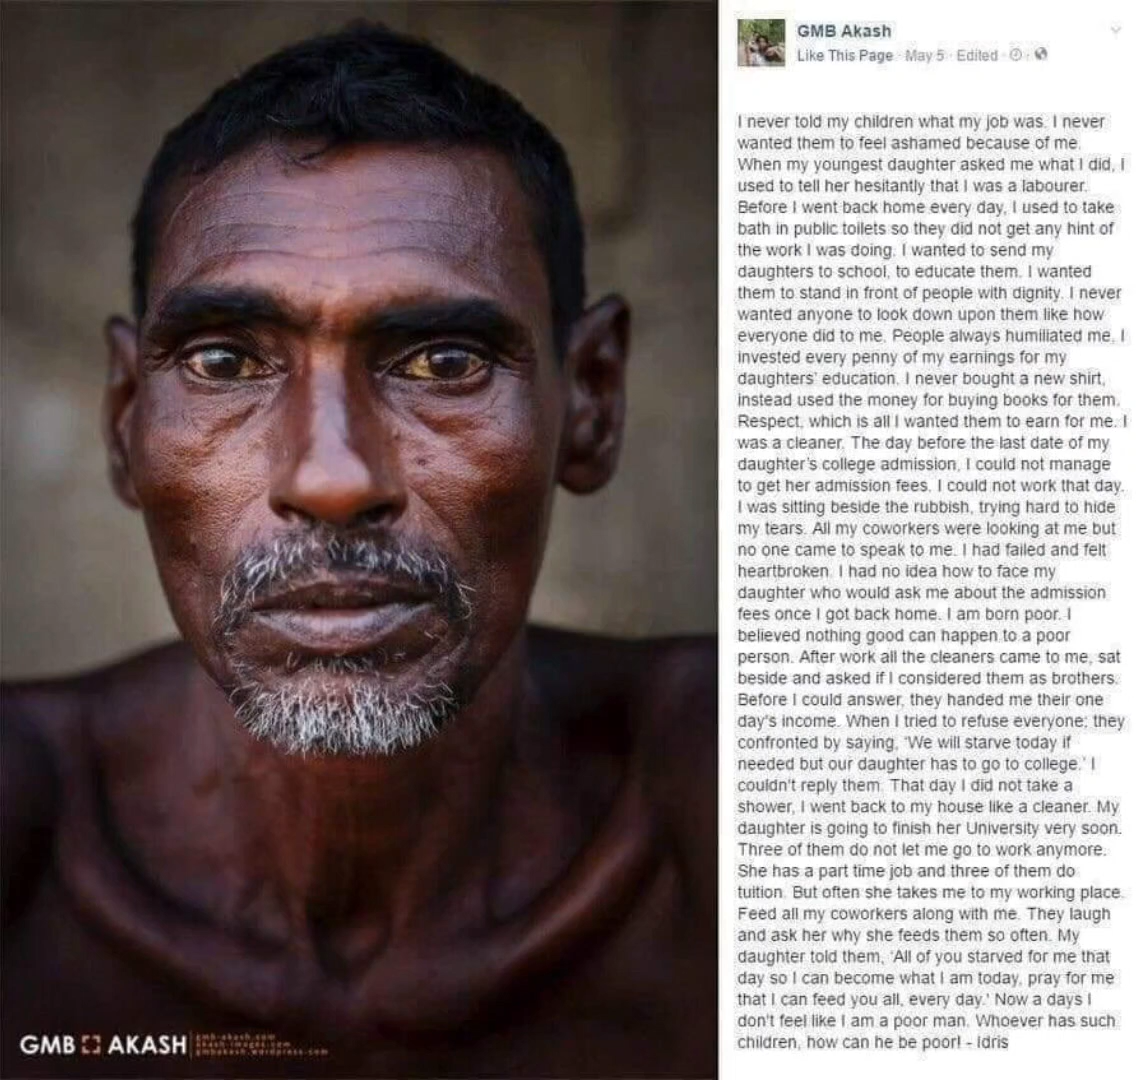 GMB Akash
Like This Page · May 5 · Edited ·
I never told my children what my job was. I never
wanted them to feel ashamed because of me.
When my youngest daughter asked me what I did, I
used to tell her hesitantly that I was a labourer.
Before I went back home every day, I used to take
bath in public toilets so they did not get any hint of
the work I was doing. I wanted to send my
daughters to school, to educate them. I wanted
them to stand in front of people with dignity. I never
wanted anyone to look down upon them like how
everyone did to me. People always humiliated me. I
invested every penny of my earnings for my
daughters' education. I never bought a new shirt,
instead used the money for buying books for them.
Respect, which is all I wanted them to earn for me. I
was a cleaner. The day before the last date of my
daughter's college admission, I could not manage
to get her admission fees. I could not work that day.
I was sitting beside the rubbish, trying hard to hide
my tears. All my coworkers were looking at me but
no one came to speak to me. I had failed and felt
heartbroken. I had no idea how to face my
daughter who would ask me about the admission
fees once I got back home. I am born poor. I
believed nothing good can happen to a poor
person. After work all the cleaners came to me, sat
beside and asked if I considered them as brothers.
Before I could answer, they handed me their one
day's income. When I tried to refuse everyone; they
confronted by saying, 'We will starve today if
needed but our daughter has to go to college.' I
couldn't reply them. That day I did not take a
shower, I went back to my house like a cleaner. My
daughter is going to finish her University very soon.
Three of them do not let me go to work anymore.
She has a part time job and three of them do
tuition. But often she takes me to my working place.
Feed all my coworkers along with me. They laugh
and ask her why she feeds them so often. My
daughter told them, 'All of you starved for me that
day so I can become what I am today, pray for me
that I can feed you all, every day.' Now a days I
don't feel like I am a poor man. Whoever has such
children, how can he be poor! - Idris
GMB AKASH
gmb-akash.com
akash-images.com
gmbakash.wordpress.com